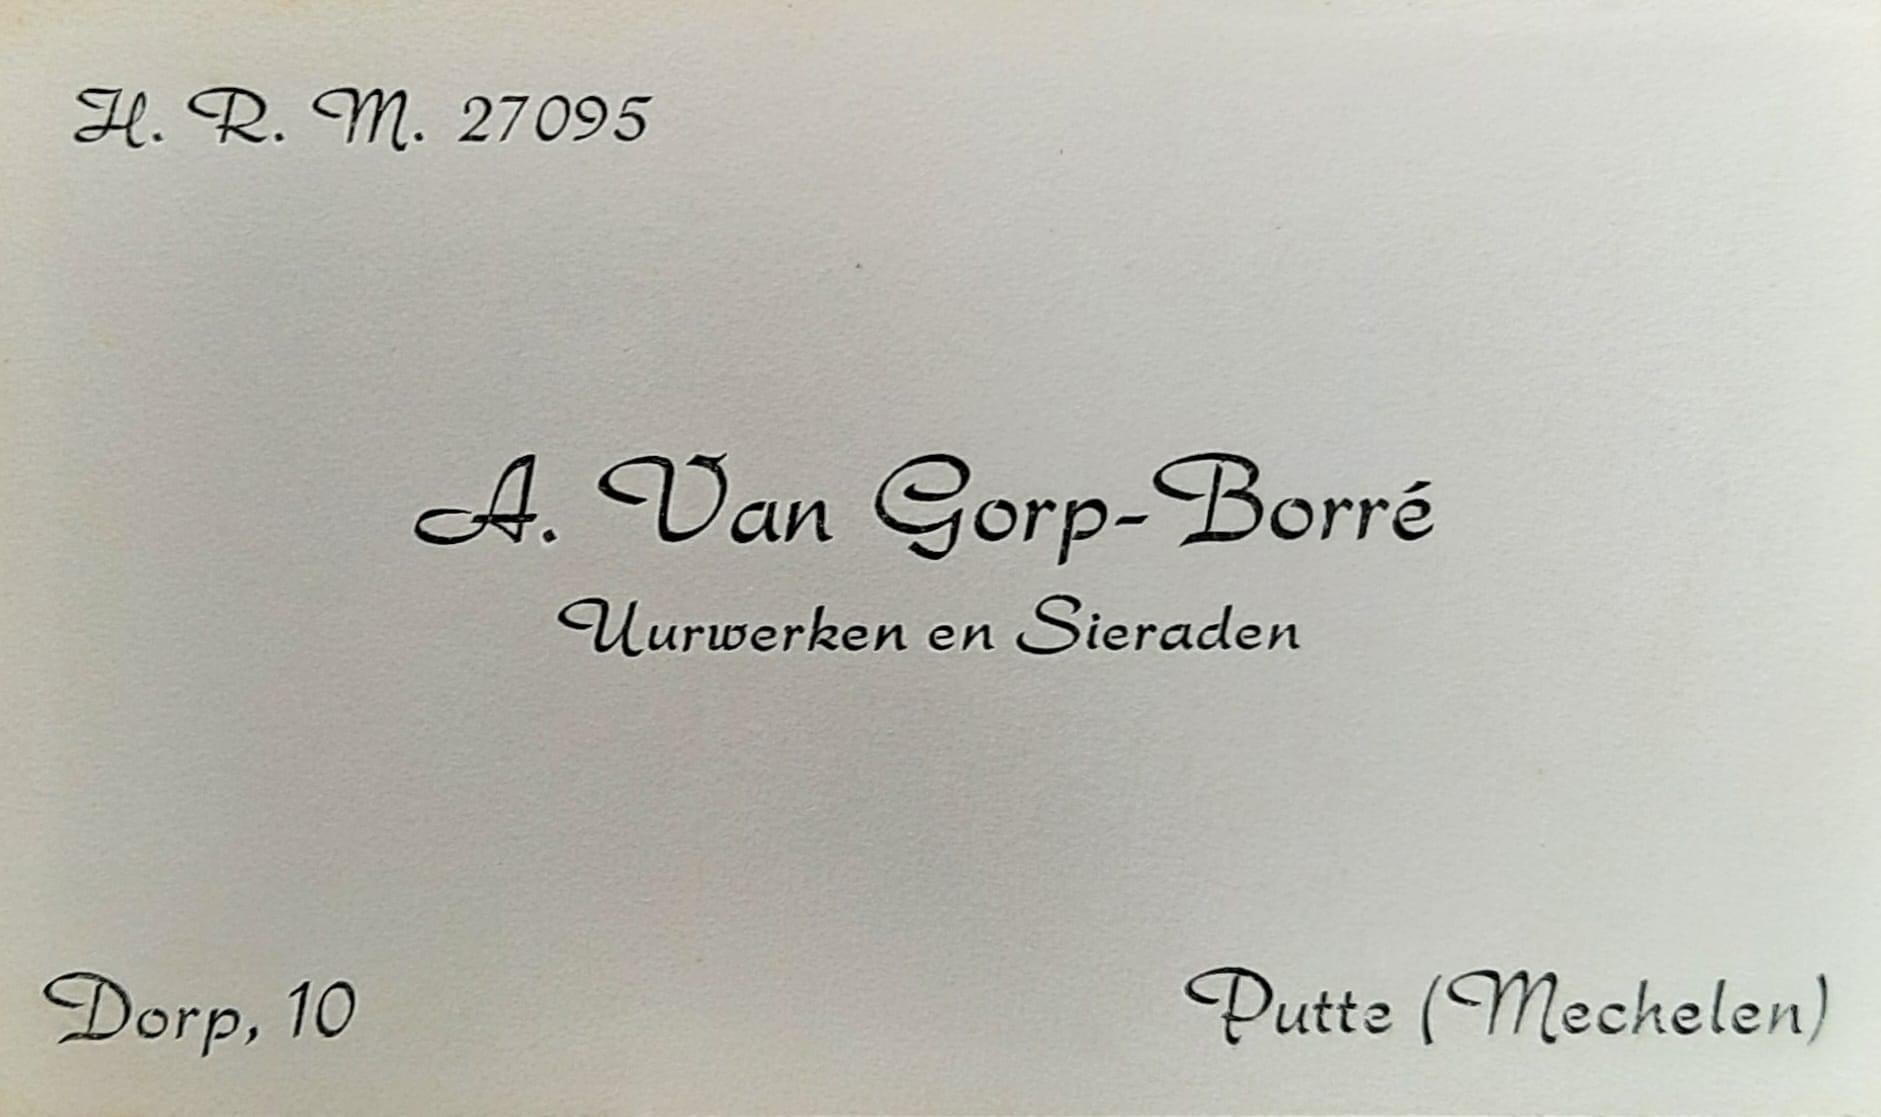 H. R. M. 27095
A. Van Gorp-Borré
Uurwerken en Sieraden
Dorp, 10
Putte (Mechelen)